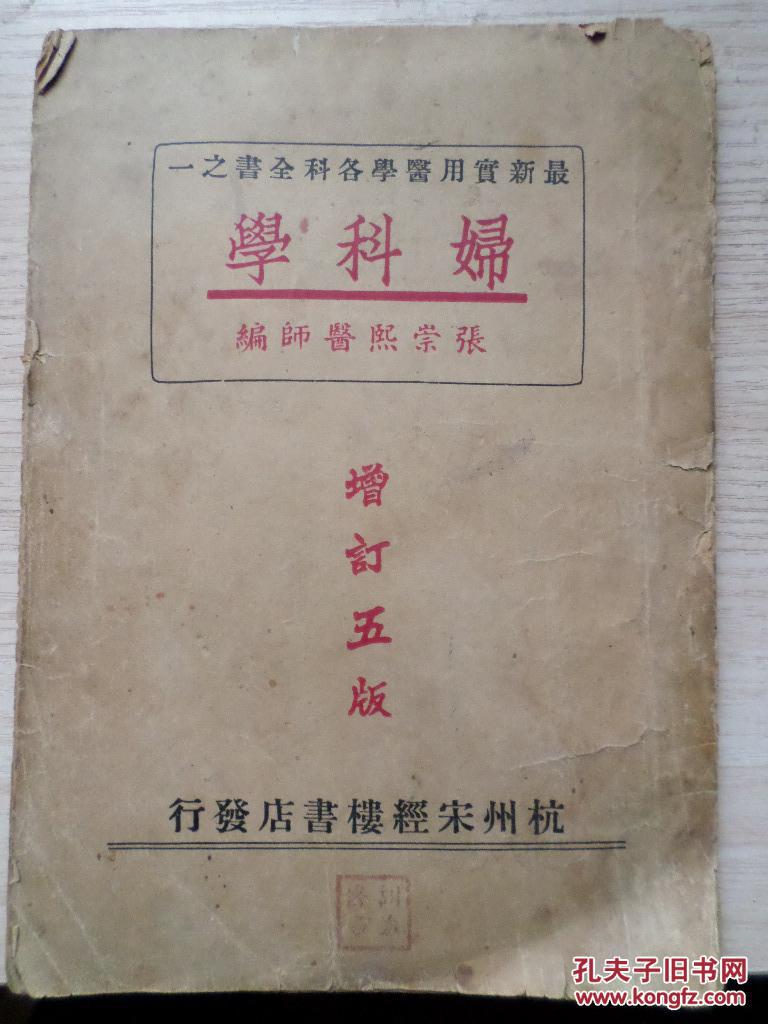 最新實用醫學各科全書之一
婦科學
張崇熙醫師編
增訂五版
杭州宋經樓書店發行
孔夫子旧书网
www.kongfz.com